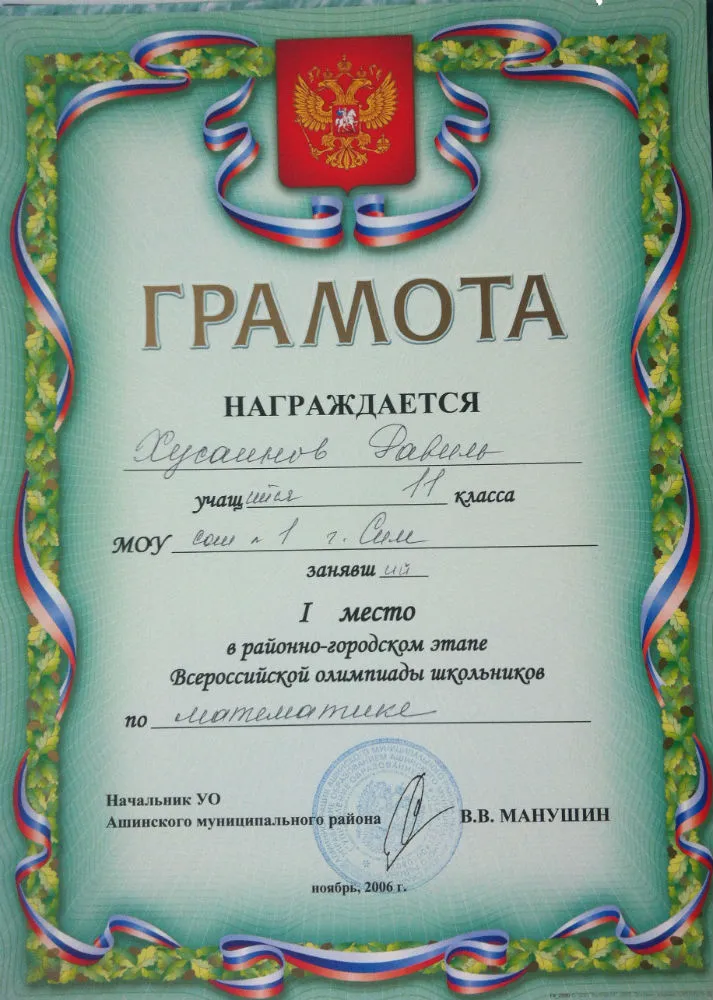 ГРАМОТА
НАГРАЖДАЕТСЯ
Хусаинов Равиль
учащийся 11 класса
МОУ сош № 1 г. Сим
занявший
I место
в районно-городском этапе
Всероссийской олимпиады школьников
по математике
Начальник УО
Ашинского муниципального района В.В. МАНУШИН
ноябрь, 2006 г.